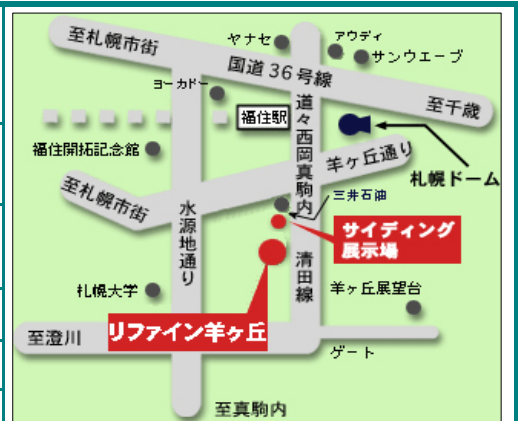 至札幌市街
ヤナセ
アウディ
サンウエーブ
国道36号線
ヨーカドー
至千歳
福住駅
道々西岡真駒内
清田線
福住開拓記念館
羊ヶ丘通り
札幌ドーム
至札幌市街
三井石油
水源地通り
サイディング
展示場
札幌大学
リファイン羊ヶ丘
羊ヶ丘展望台
至澄川
ゲート
至真駒内